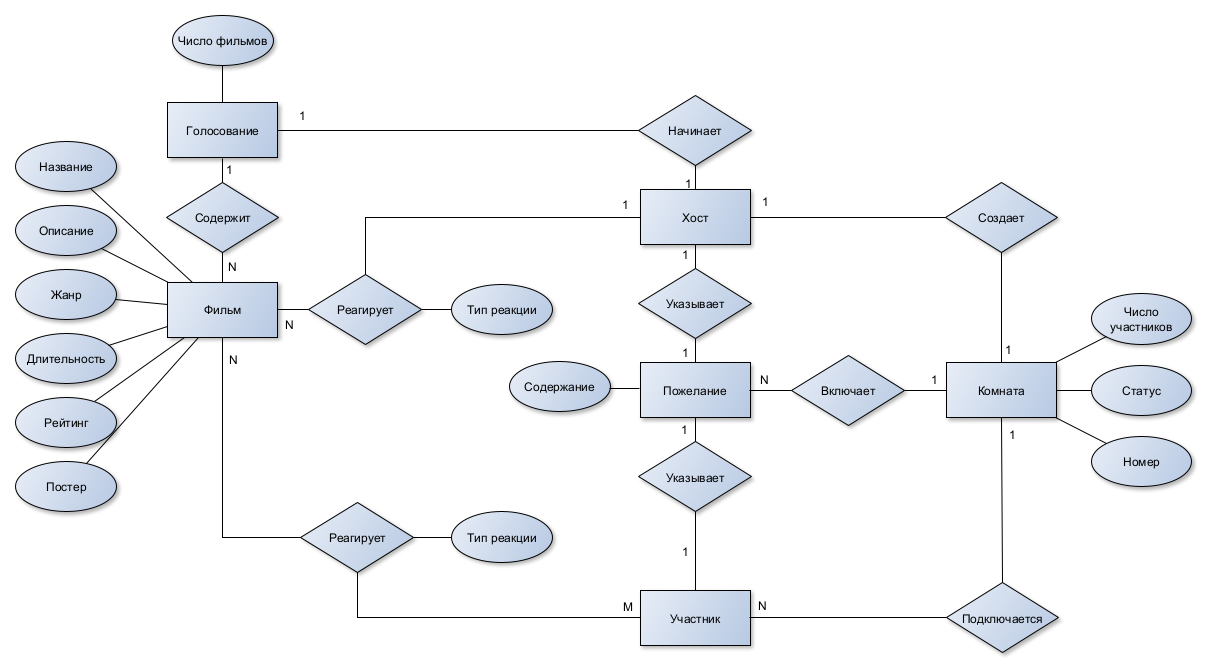 Число фильмов
Голосование
1
Начинает
Название
1
1
Содержит
1
Хост
1
Создает
Описание
N
1
Жанр
Фильм
N
Реагирует
Тип реакции
Указывает
Число
участников
Длительность
N
1
1
Содержание
Пожелание
N
Включает
1
Комната
Статус
Рейтинг
1
1
Номер
Постер
Указывает
Реагирует
Тип реакции
1
M
Участник
N
Подключается